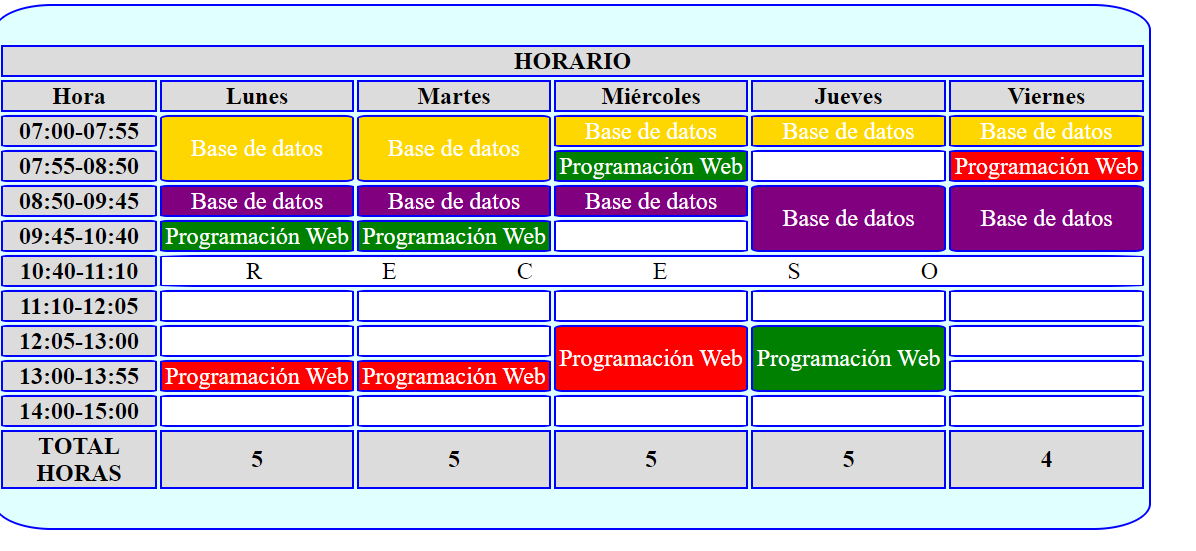 HORARIO
Hora Lunes Martes Miércoles Jueves Viernes
07:00-07:55 Base de datos Base de datos Base de datos Base de datos Base de datos
07:55-08:50 Programación Web Programación Web
08:50-09:45 Base de datos Base de datos Base de datos Base de datos Base de datos
09:45-10:40 Programación Web Programación Web
10:40-11:10 R E C E S O
11:10-12:05
12:05-13:00 Programación Web Programación Web
13:00-13:55 Programación Web Programación Web
14:00-15:00
TOTAL
HORAS 5 5 5 5 4